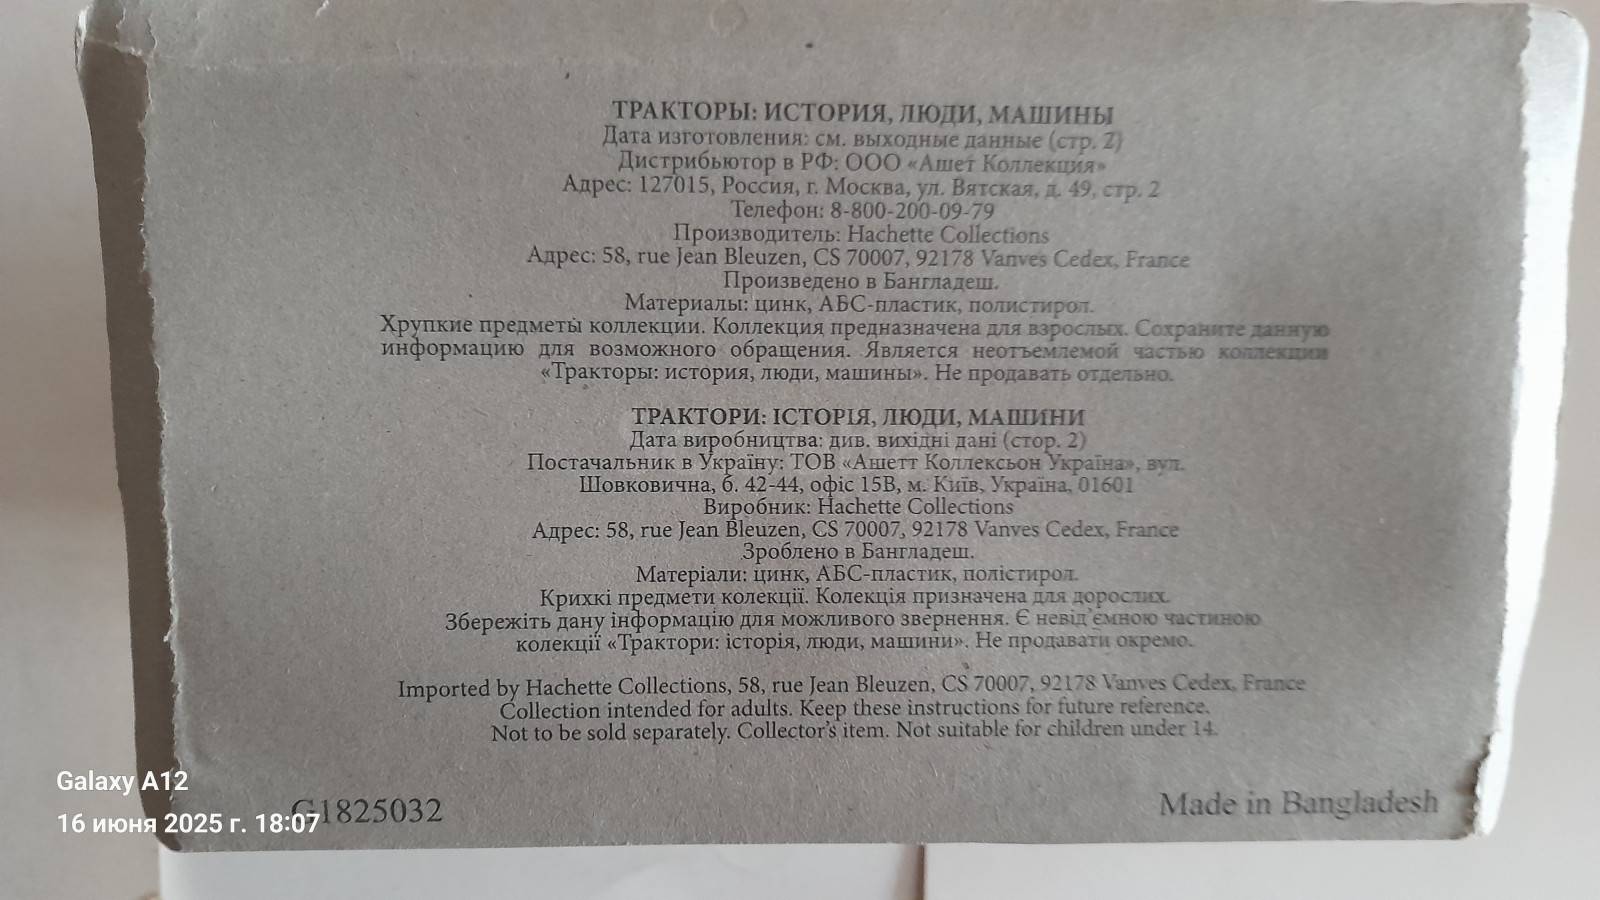 ТРАКТОРЫ: ИСТОРИЯ, ЛЮДИ, МАШИНЫ
Дата изготовления: см. выходные данные (стр. 2)
Дистрибьютор в РФ: ООО «Ашет Коллекция»
Адрес: 127015, Россия, г. Москва, ул. Вятская, д. 49, стр. 2
Телефон: 8-800-200-09-79
Производитель: Hachette Collections
Адрес: 58, rue Jean Bleuzen, CS 70007, 92178 Vanves Cedex, France
Произведено в Бангладеш.
Материалы: цинк, АБС-пластик, полистирол.
Хрупкие предметы коллекции. Коллекция предназначена для взрослых. Сохраните данную
информацию для возможного обращения. Является неотъемлемой частью коллекции
«Тракторы: история, люди, машины». Не продавать отдельно.
ТРАКТОРИ: ІСТОРІЯ, ЛЮДИ, МАШИНИ
Дата виробництва: див. вихідні дані (стор. 2)
Постачальник в Україну: ТОВ «Ашетт Коллексьон Україна», вул.
Шовковична, б. 42-44, офіс 15В, м. Київ, Україна, 01601
Виробник: Hachette Collections
Адрес: 58, rue Jean Bleuzen, CS 70007, 92178 Vanves Cedex, France
Зроблено в Бангладеш.
Матеріали: цинк, АБС-пластик, полістирол.
Крихкі предмети колекції. Колекція призначена для дорослих.
Збережіть дану інформацію для можливого звернення. Є невід'ємною частиною
колекції «Трактори: історія, люди, машини». Не продавати окремо.
Imported by Hachette Collections, 58, rue Jean Bleuzen, CS 70007, 92178 Vanves Cedex, France
Collection intended for adults. Keep these instructions for future reference.
Not to be sold separately. Collector's item. Not suitable for children under 14.
G1825032
Made in Bangladesh
Galaxy A12
16 июня 2025 г. 18:07